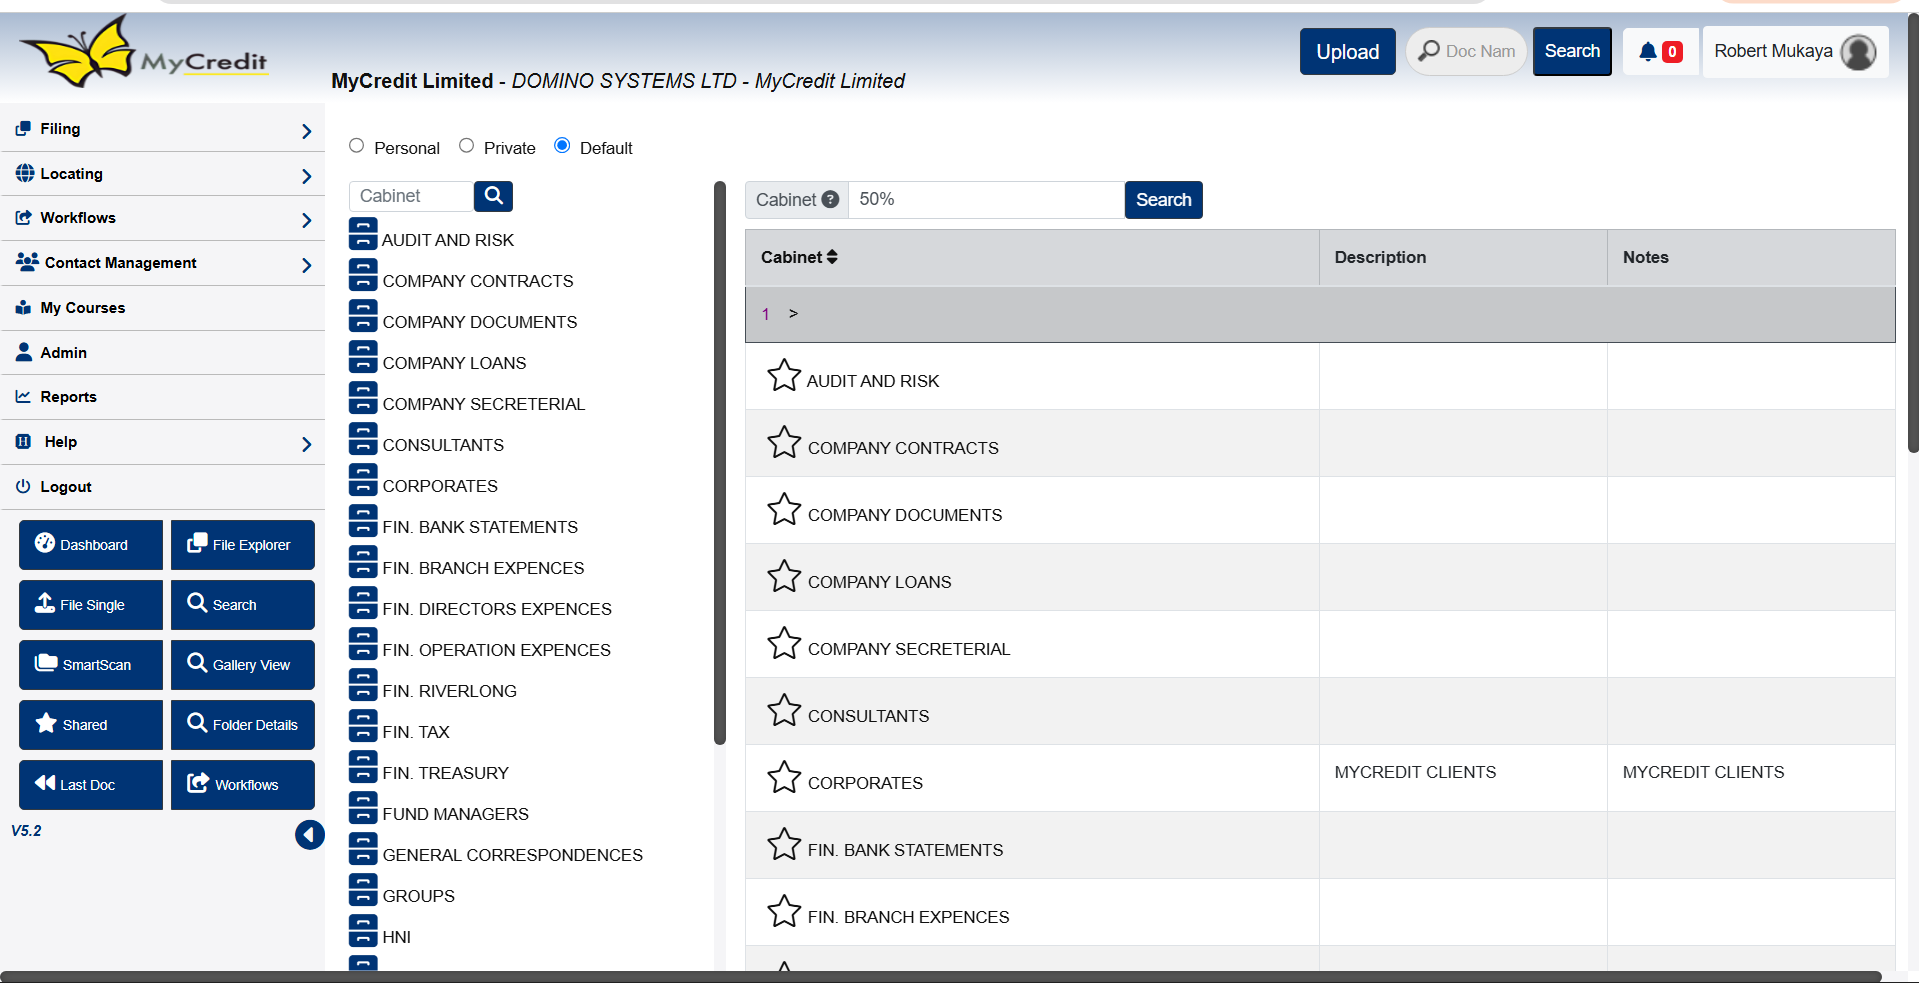 MyCredit
MyCredit Limited - DOMINO SYSTEMS LTD - MyCredit Limited
Upload
Doc Nam
Search
0
Robert Mukaya
Filing
Locating
Workflows
Contact Management
My Courses
Admin
Reports
Help
Logout
Dashboard
File Explorer
File Single
Search
SmartScan
Gallery View
Shared
Folder Details
Last Doc
Workflows
V5.2
Personal
Private
Default
Cabinet
AUDIT AND RISK
COMPANY CONTRACTS
COMPANY DOCUMENTS
COMPANY LOANS
COMPANY SECRETERIAL
CONSULTANTS
CORPORATES
FIN. BANK STATEMENTS
FIN. BRANCH EXPENCES
FIN. DIRECTORS EXPENCES
FIN. OPERATION EXPENCES
FIN. RIVERLONG
FIN. TAX
FIN. TREASURY
FUND MANAGERS
GENERAL CORRESPONDENCES
GROUPS
HNI
Cabinet ?
50%
Search
Cabinet
Description
Notes
1 >
AUDIT AND RISK
COMPANY CONTRACTS
COMPANY DOCUMENTS
COMPANY LOANS
COMPANY SECRETERIAL
CONSULTANTS
CORPORATES
MYCREDIT CLIENTS
MYCREDIT CLIENTS
FIN. BANK STATEMENTS
FIN. BRANCH EXPENCES